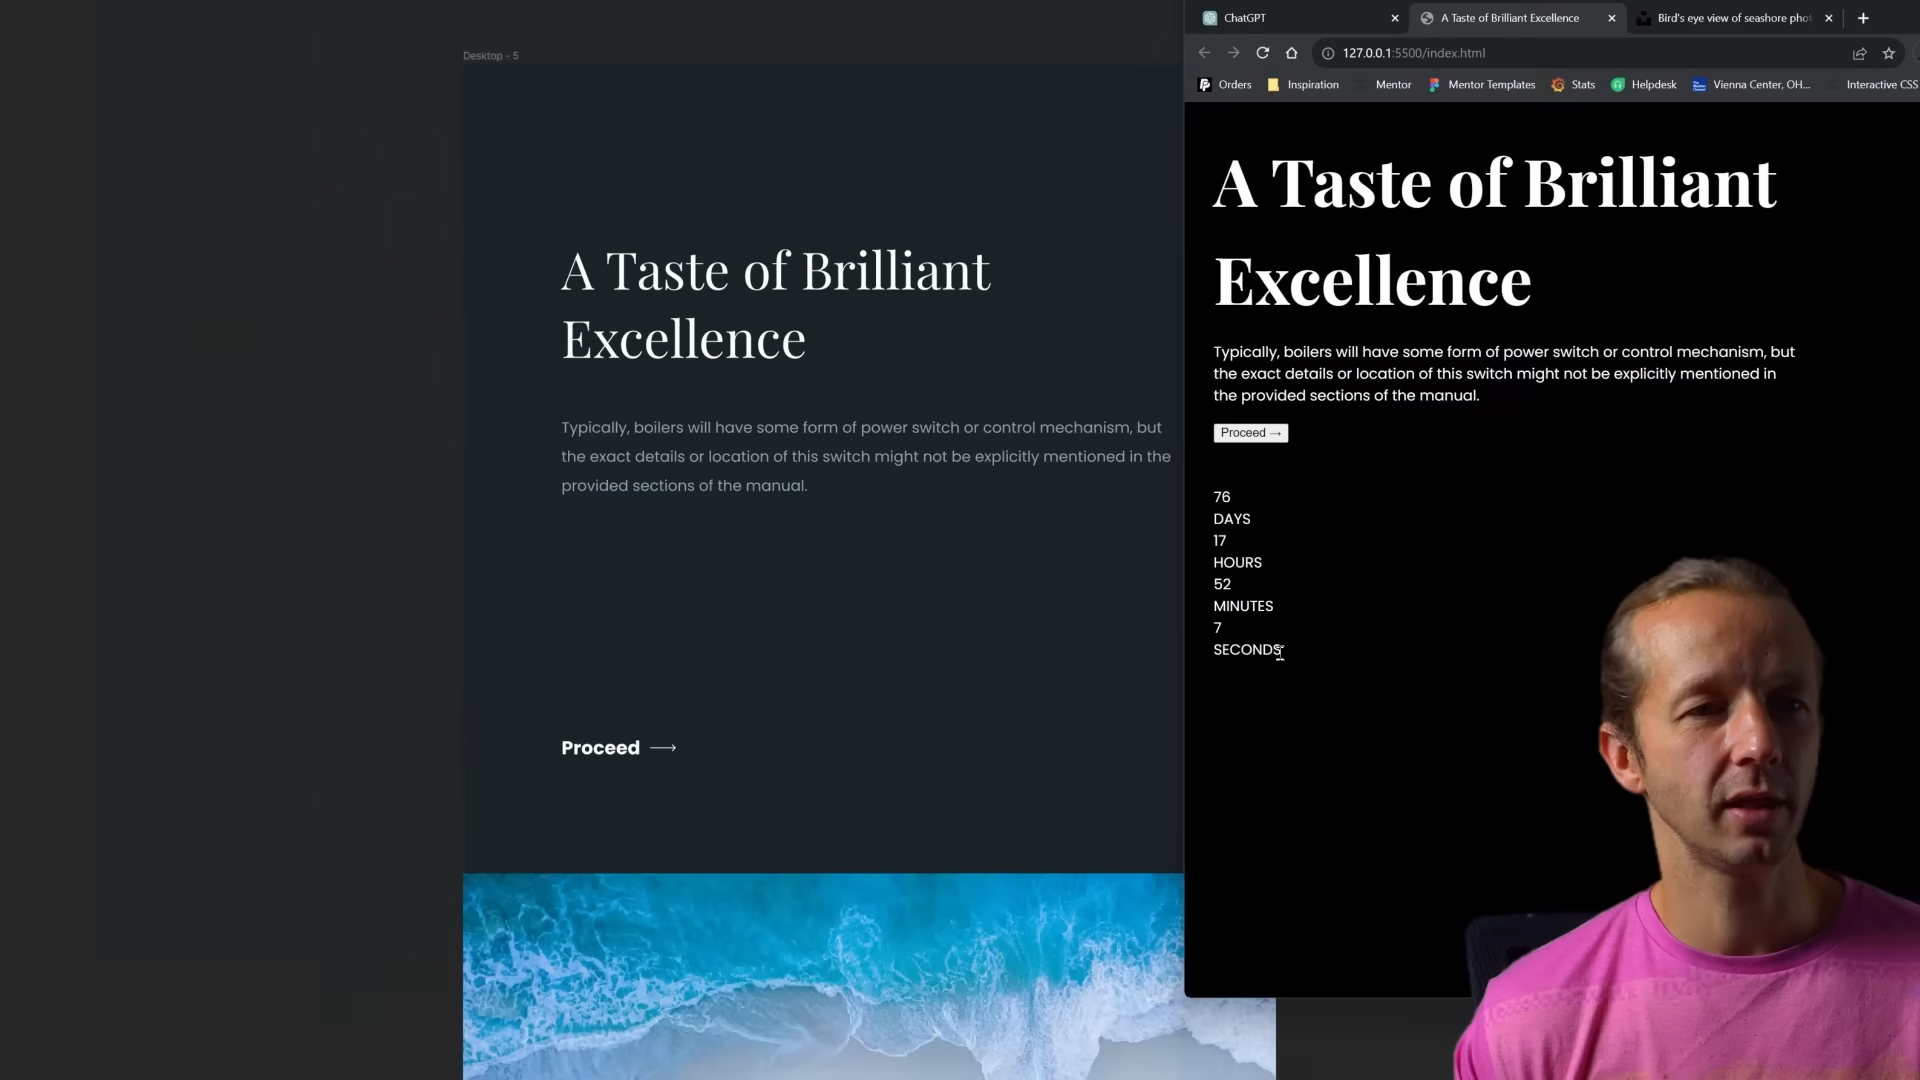 Desktop - 5
A Taste of Brilliant
Excellence
Typically, boilers will have some form of power switch or control mechanism, but
the exact details or location of this switch might not be explicitly mentioned in the
provided sections of the manual.
Proceed ⟶
ChatGPT
A Taste of Brilliant Excellence
Bird's eye view of seashore phot
127.0.0.1:5500/index.html
Orders
Inspiration
Mentor
Mentor Templates
Stats
Helpdesk
Vienna Center, OH...
Interactive CSS
A Taste of Brilliant
Excellence
Typically, boilers will have some form of power switch or control mechanism, but
the exact details or location of this switch might not be explicitly mentioned in
the provided sections of the manual.
Proceed →
76
DAYS
17
HOURS
52
MINUTES
7
SECONDS